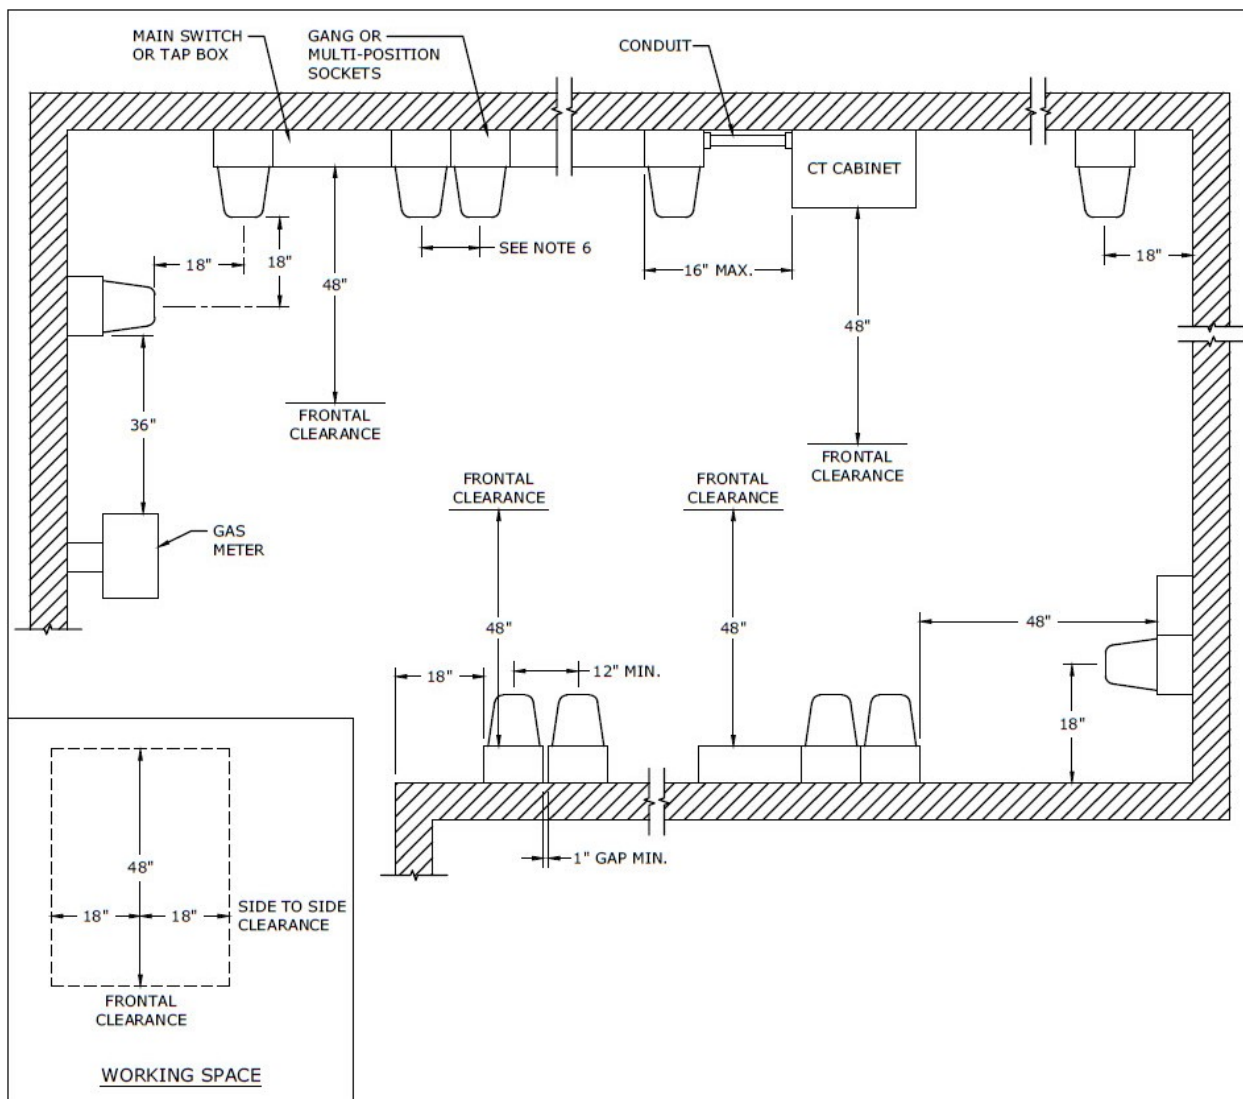 MAIN SWITCH
OR TAP BOX
GANG OR
MULTI-POSITION
SOCKETS
CONDUIT
CT CABINET
18"
18"
48"
SEE NOTE 6
16" MAX.
18"
48"
36"
FRONTAL
CLEARANCE
FRONTAL
CLEARANCE
FRONTAL
CLEARANCE
FRONTAL
CLEARANCE
GAS
METER
48"
48"
48"
18"
12" MIN.
18"
1" GAP MIN.
48"
18"
18"
SIDE TO SIDE
CLEARANCE
FRONTAL
CLEARANCE
WORKING SPACE